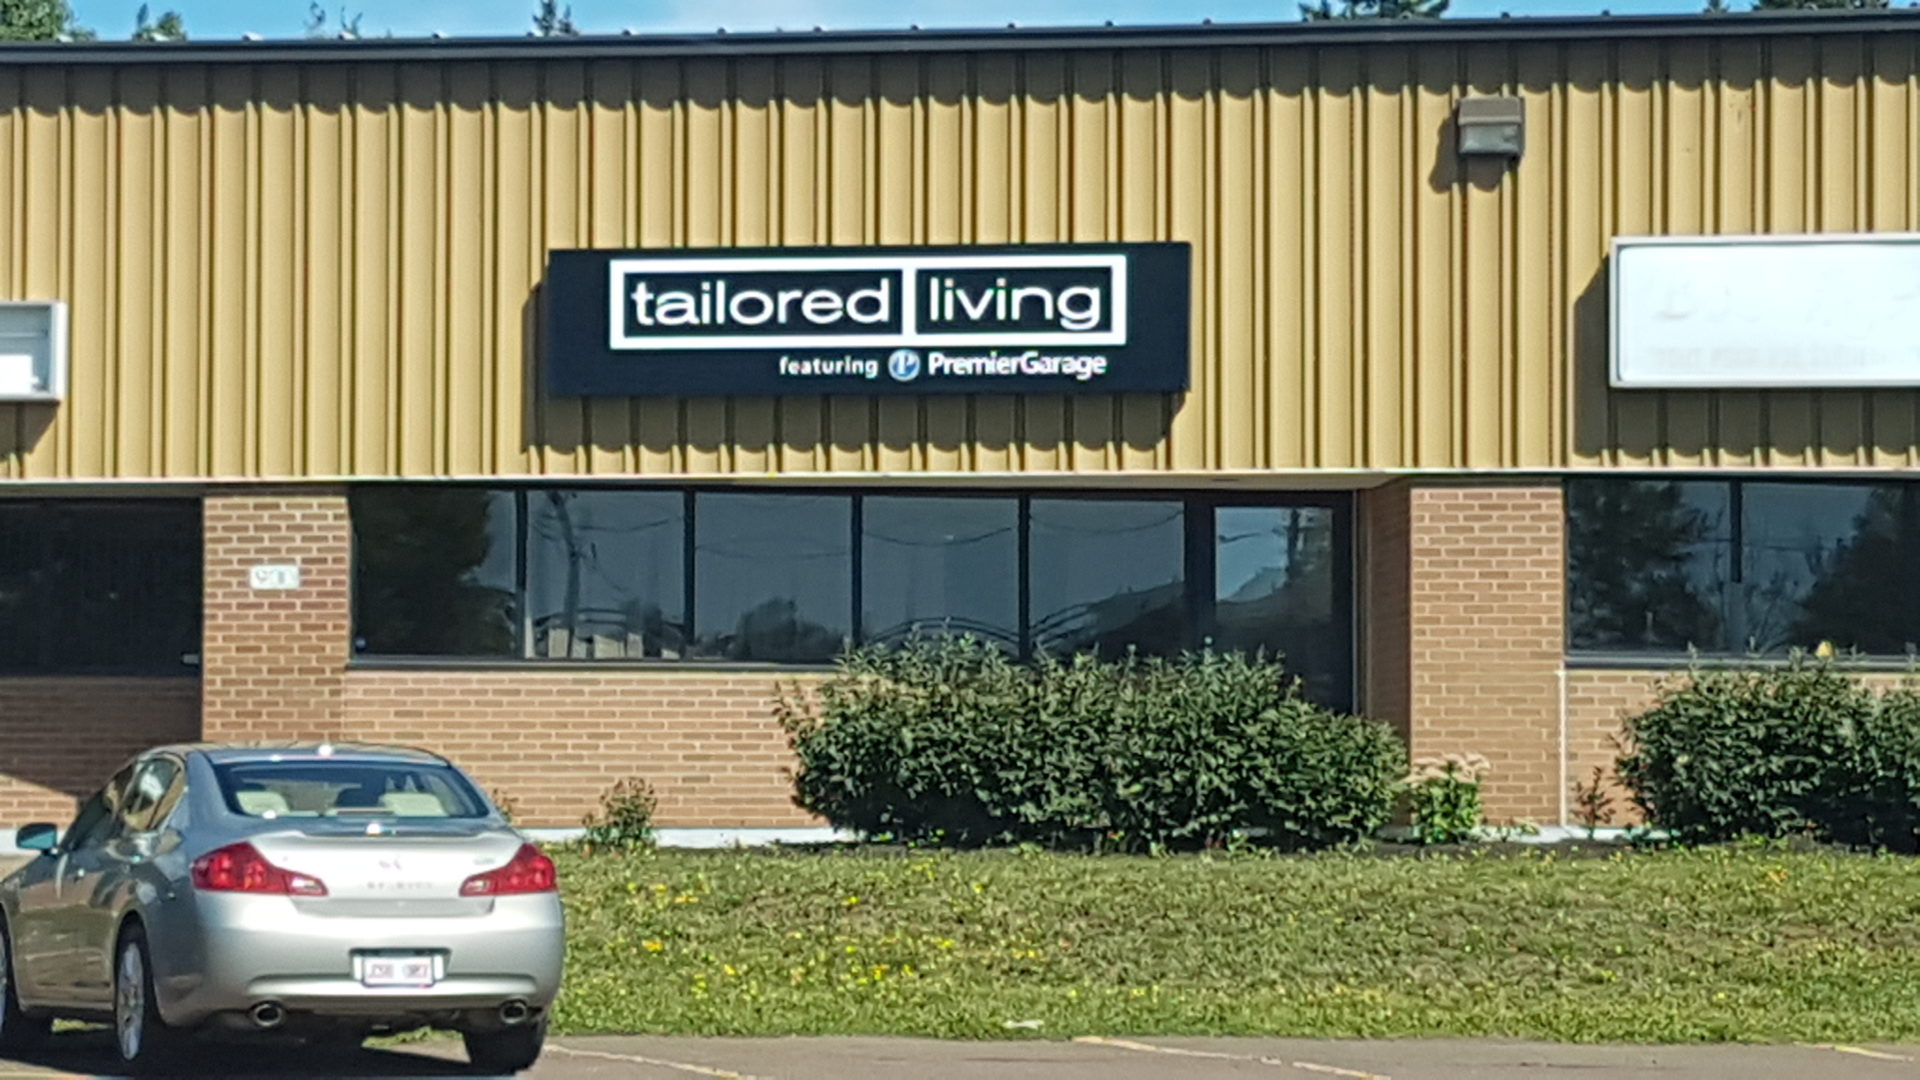 tailored living
featuring P PremierGarage